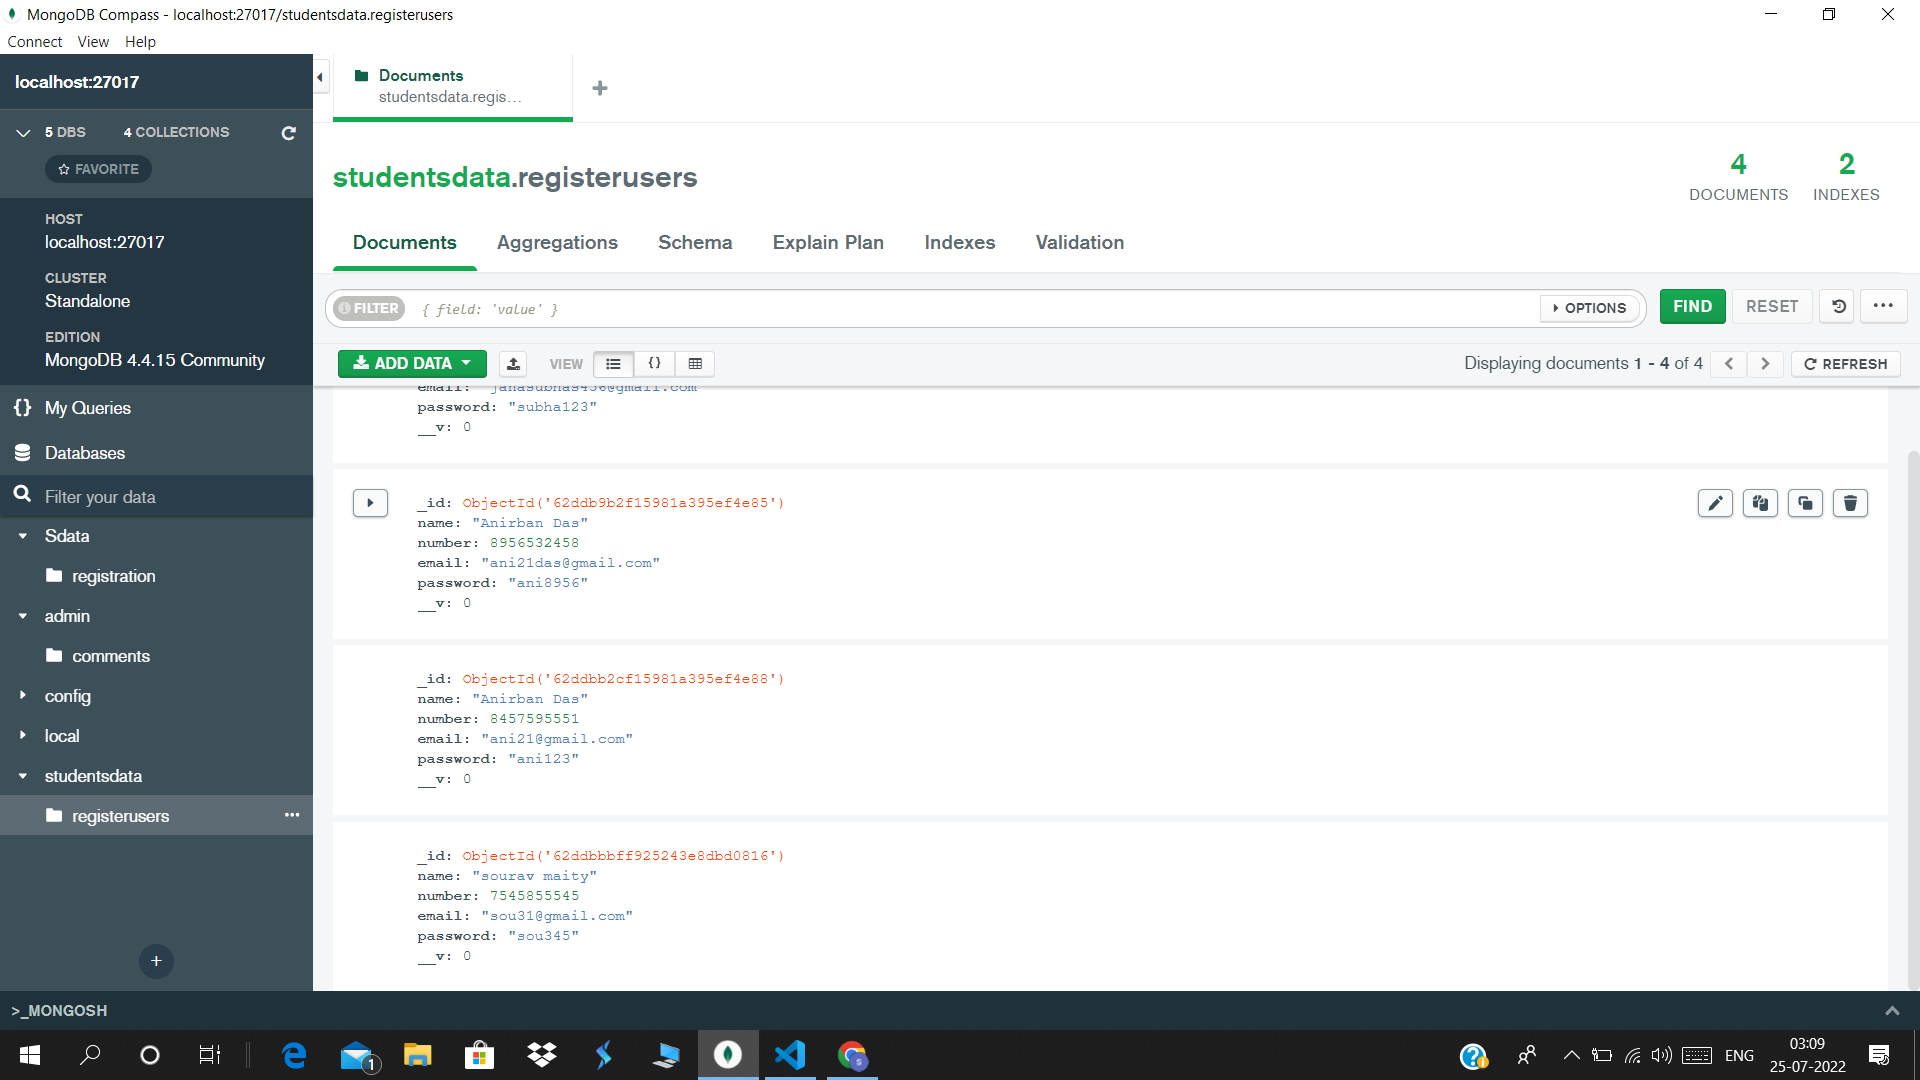 MongoDB Compass - localhost:27017/studentsdata.registerusers
Connect View Help
localhost:27017
5 DBS 4 COLLECTIONS
FAVORITE
HOST
localhost:27017
CLUSTER
Standalone
EDITION
MongoDB 4.4.15 Community
My Queries
Databases
Filter your data
Sdata
registration
admin
comments
config
local
studentsdata
registerusers
Documents
studentsdata.regis...
studentsdata.registerusers
4
DOCUMENTS
2
INDEXES
Documents Aggregations Schema Explain Plan Indexes Validation
FILTER { field: 'value' } OPTIONS FIND RESET
ADD DATA VIEW {} Displaying documents 1 - 4 of 4 REFRESH
email: "janasubhas456@gmail.com"
password: "subha123"
__v: 0
_id: ObjectId('62ddb9b2f15981a395ef4e85')
name: "Anirban Das"
number: 8956532458
email: "ani21das@gmail.com"
password: "ani8956"
__v: 0
_id: ObjectId('62ddbb2cf15981a395ef4e88')
name: "Anirban Das"
number: 8457595551
email: "ani21@gmail.com"
password: "ani123"
__v: 0
_id: ObjectId('62ddbbbff925243e8dbd0816')
name: "sourav maity"
number: 7545855545
email: "sou31@gmail.com"
password: "sou345"
__v: 0
>_MONGOSH
1
S
ENG
03:09
25-07-2022